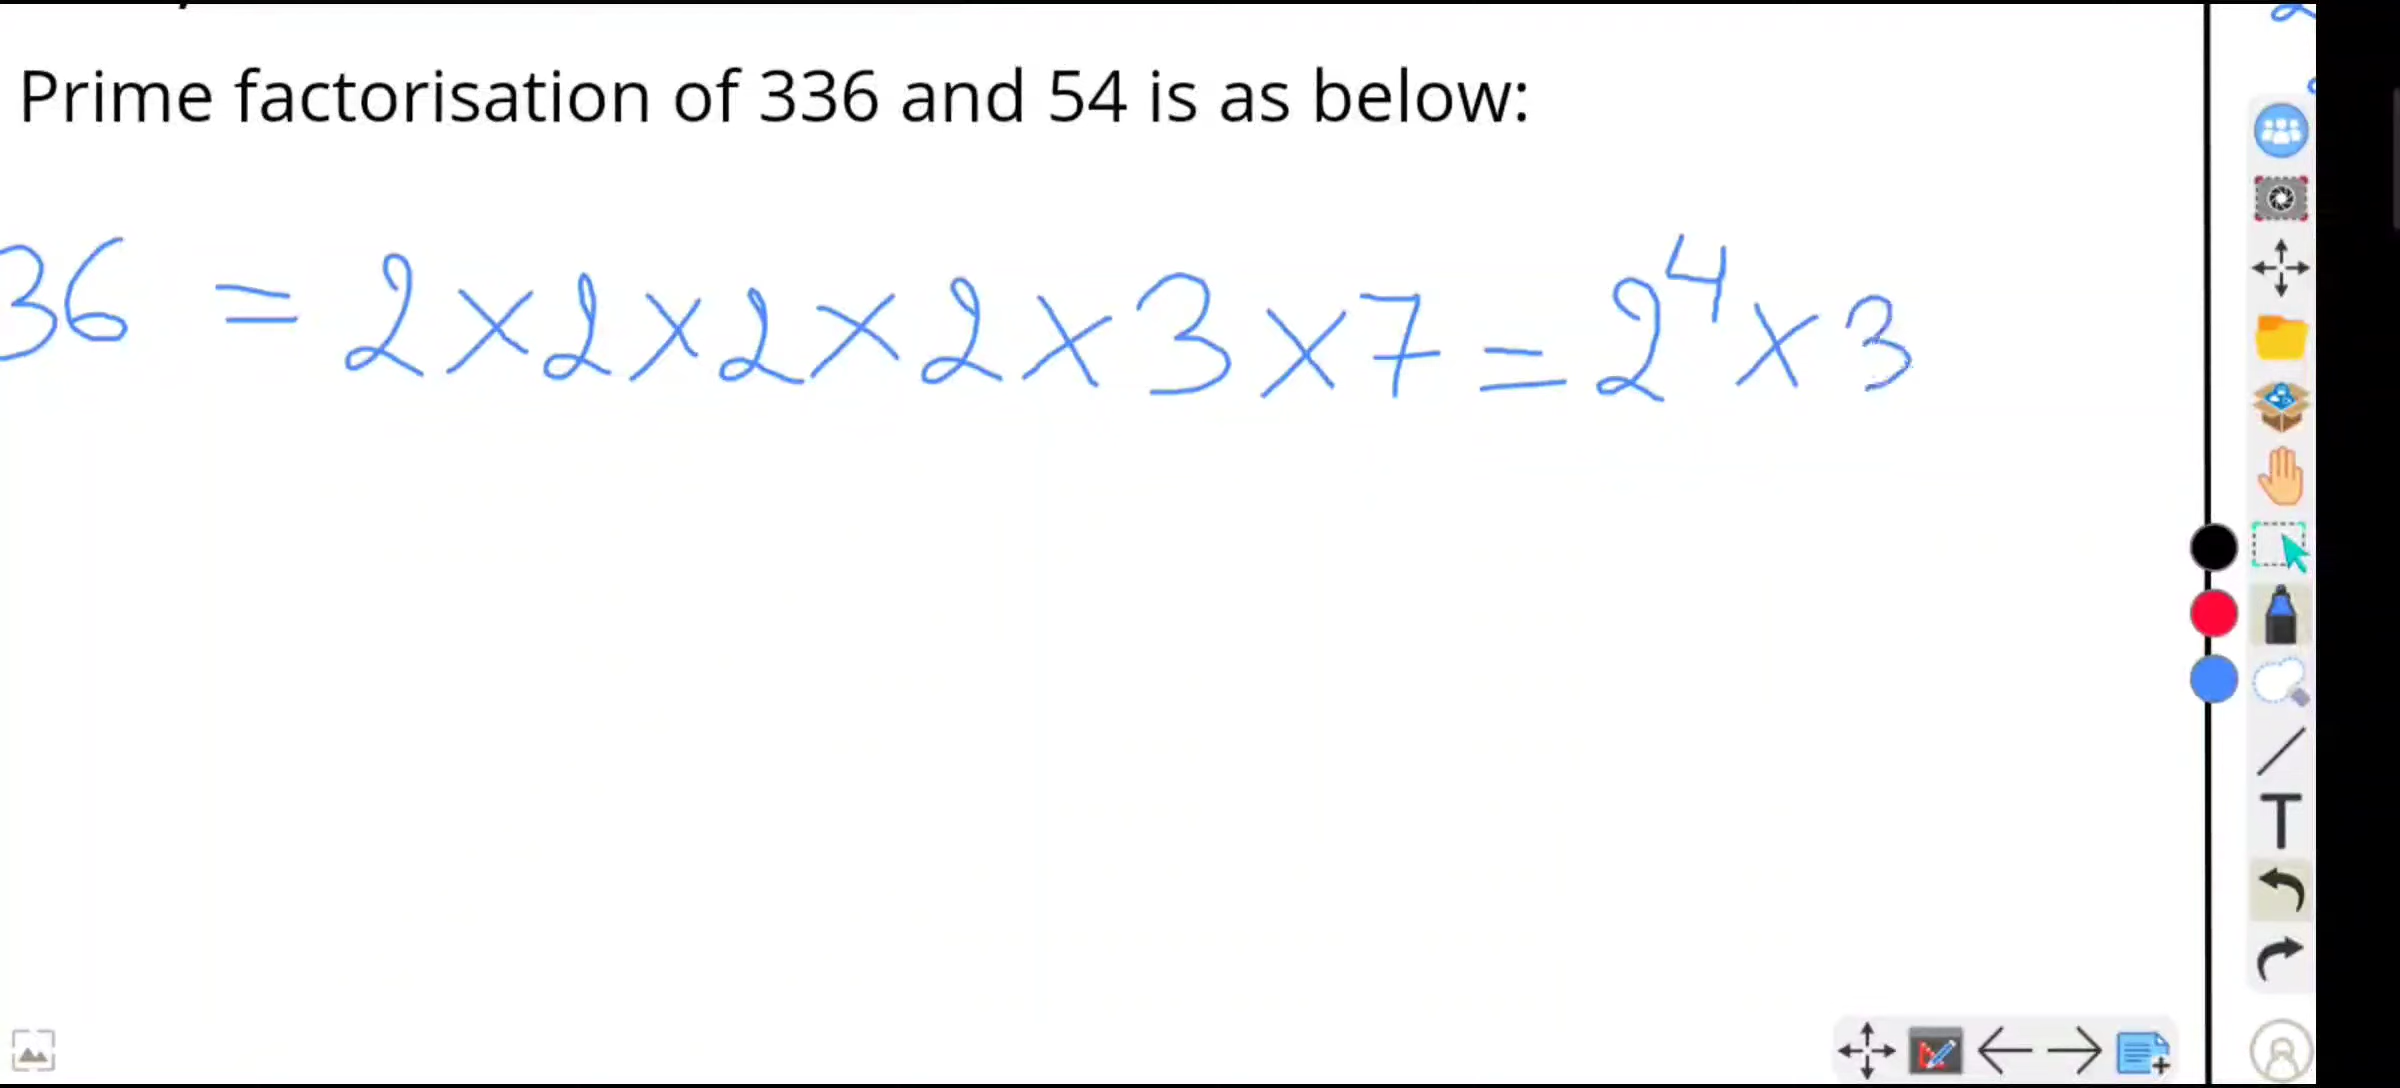 Prime factorisation of 336 and 54 is as below:
36 = 2 × 2 × 2 × 2 × 3 × 7 = 2⁴ × 3
T